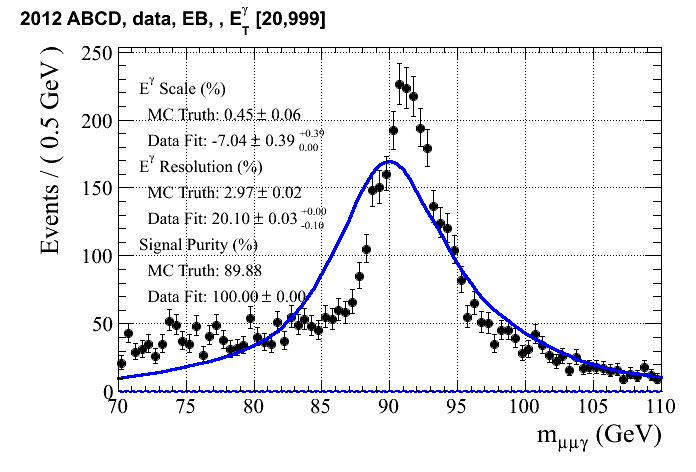 2012 ABCD, data, EB, , E_T^γ [20,999]
Events / ( 0.5 GeV )
250
200
150
100
50
0
E^γ Scale (%)
MC Truth: 0.45 ± 0.06
Data Fit: -7.04 ± 0.39 +0.39 0.00
E^γ Resolution (%)
MC Truth: 2.97 ± 0.02
Data Fit: 20.10 ± 0.03 +0.00 -0.10
Signal Purity (%)
MC Truth: 89.88
Data Fit: 100.00 ± 0.00
70 75 80 85 90 95 100 105 110
m_μμγ (GeV)